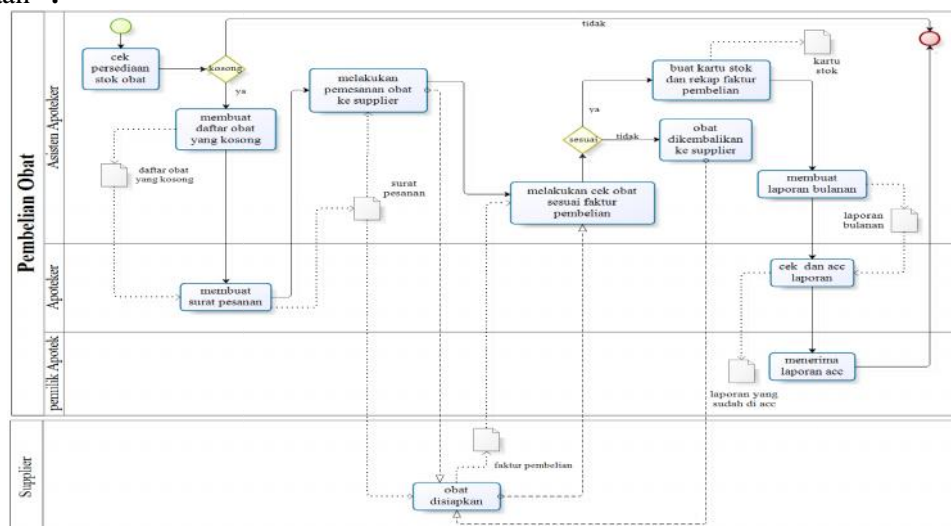 tidak
cek
persediaan
stok obat
kosong
ya
membuat
daftar obat
yang kosong
daftar obat
yang kosong
melakukan
pemesanan obat
ke supplier
surat
pesanan
melakukan cek obat
sesuai faktur
pembelian
sesuai
ya
tidak
buat kartu stok
dan rekap faktur
pembelian
kartu
stok
obat
dikembalikan
ke supplier
membuat
laporan bulanan
laporan
bulanan
Pembelian Obat
Asisten Apoteker
Apoteker
membuat
surat pesanan
cek dan acc
laporan
pemilik Apotek
menerima
laporan acc
laporan yang
sudah di acc
Supplier
faktur pembelian
obat
disiapkan